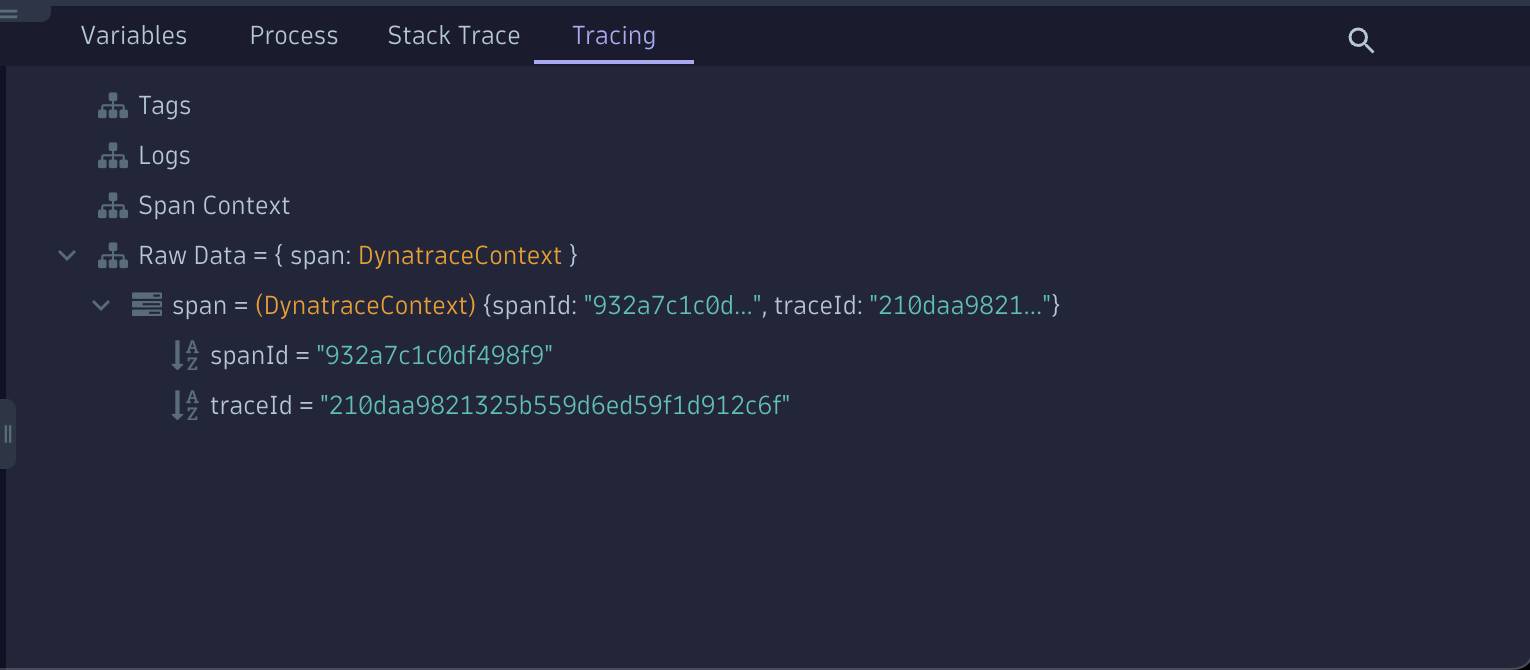 Variables Process Stack Trace Tracing
Tags
Logs
Span Context
Raw Data = { span: DynatraceContext }
span = (DynatraceContext) {spanId: "932a7c1c0d...", traceId: "210daa9821..."}
spanId = "932a7c1c0df498f9"
traceId = "210daa9821325b559d6ed59f1d912c6f"